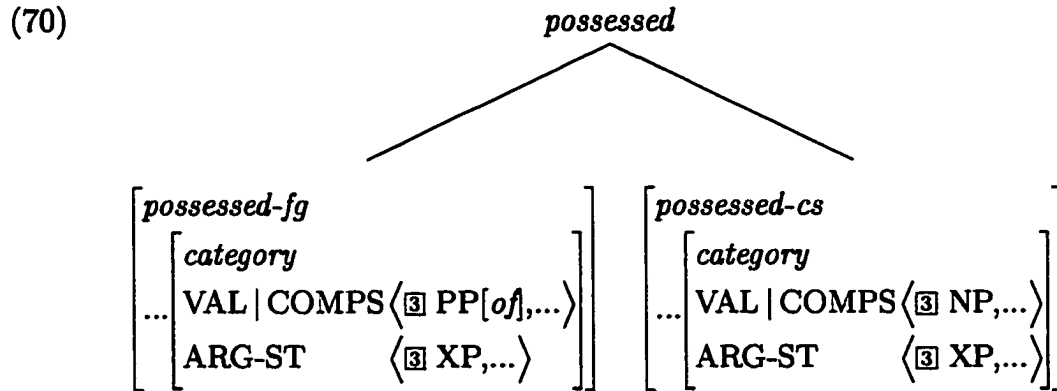 (70) possessed
possessed-fg possessed-cs
category category
... VAL | COMPS⟨[3] PP[of],...⟩ ... VAL | COMPS⟨[3] NP,...⟩
ARG-ST ⟨[3] XP,...⟩ ARG-ST ⟨[3] XP,...⟩